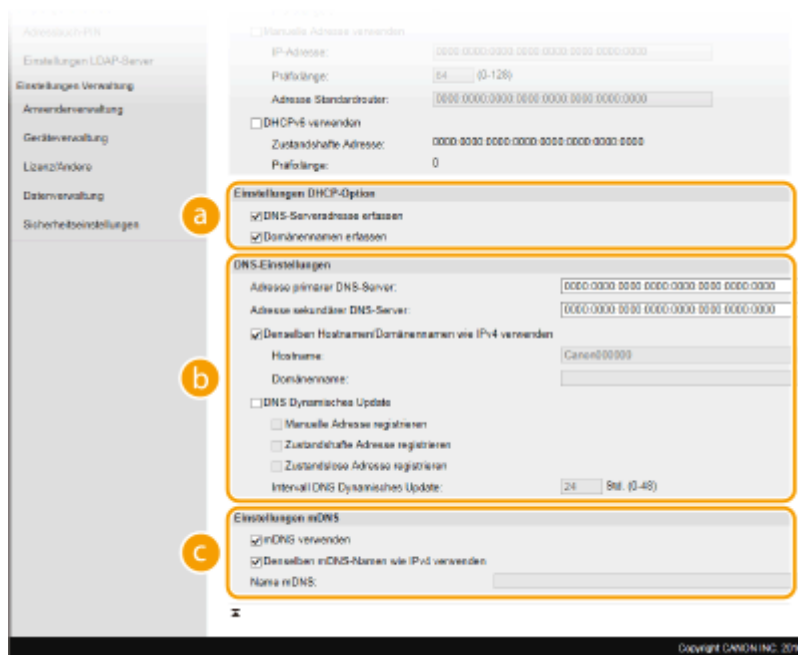 Adressbuch-PIN
Einstellungen LDAP-Server
Einstellungen Verwaltung
Anwenderverwaltung
Geräteverwaltung
Lizenz/Andere
Datenverwaltung
Sicherheitseinstellungen
Manuelle Adresse verwenden
IP-Adresse: 0000:0000:0000:0000:0000:0000:0000:0000
Präfixlänge: 64 (0-128)
Adresse Standardrouter: 0000:0000:0000:0000:0000:0000:0000:0000
DHCPv6 verwenden
Zustandshafte Adresse: 0000:0000:0000:0000:0000:0000:0000:0000
Präfixlänge: 0
a
Einstellungen DHCP-Option
DNS-Serveradresse erfassen
Domänennamen erfassen
b
DNS-Einstellungen
Adresse primärer DNS-Server: 0000:0000:0000:0000:0000:0000:0000:0000
Adresse sekundärer DNS-Server: 0000:0000:0000:0000:0000:0000:0000:0000
Denselben Hostnamen/Domänennamen wie IPv4 verwenden
Hostname: Canon000000
Domänenname:
DNS Dynamisches Update
Manuelle Adresse registrieren
Zustandshafte Adresse registrieren
Zustandslose Adresse registrieren
Intervall DNS Dynamisches Update: 24 Std. (0-48)
c
Einstellungen mDNS
mDNS verwenden
Denselben mDNS-Namen wie IPv4 verwenden
Name mDNS:
Copyright CANON INC.